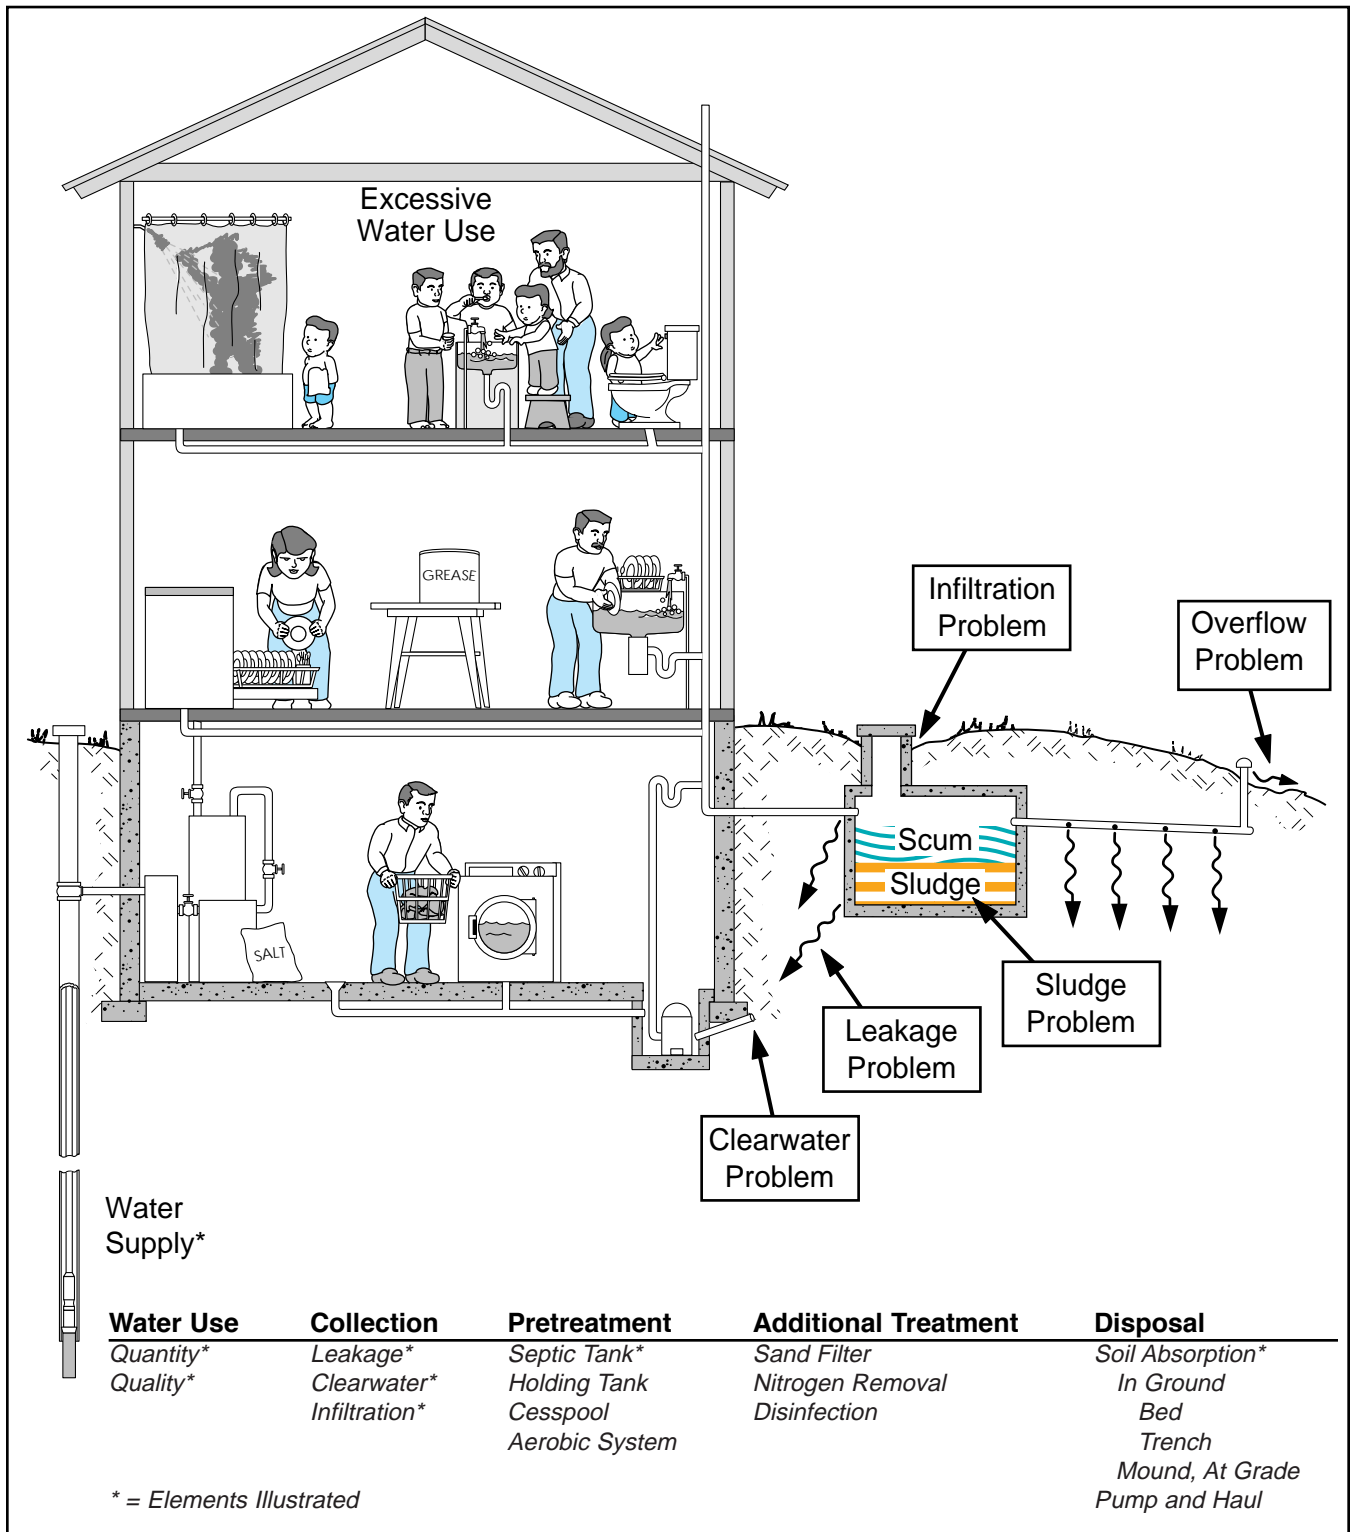 Excessive
Water Use
GREASE
Infiltration
Problem
Overflow
Problem
Scum
Sludge
SALT
Sludge
Problem
Leakage
Problem
Clearwater
Problem
Water
Supply*
Water Use Collection Pretreatment Additional Treatment Disposal
Quantity* Leakage* Septic Tank* Sand Filter Soil Absorption*
Quality* Clearwater* Holding Tank Nitrogen Removal In Ground
Infiltration* Cesspool Disinfection Bed
Aerobic System Trench
Mound, At Grade
* = Elements Illustrated Pump and Haul